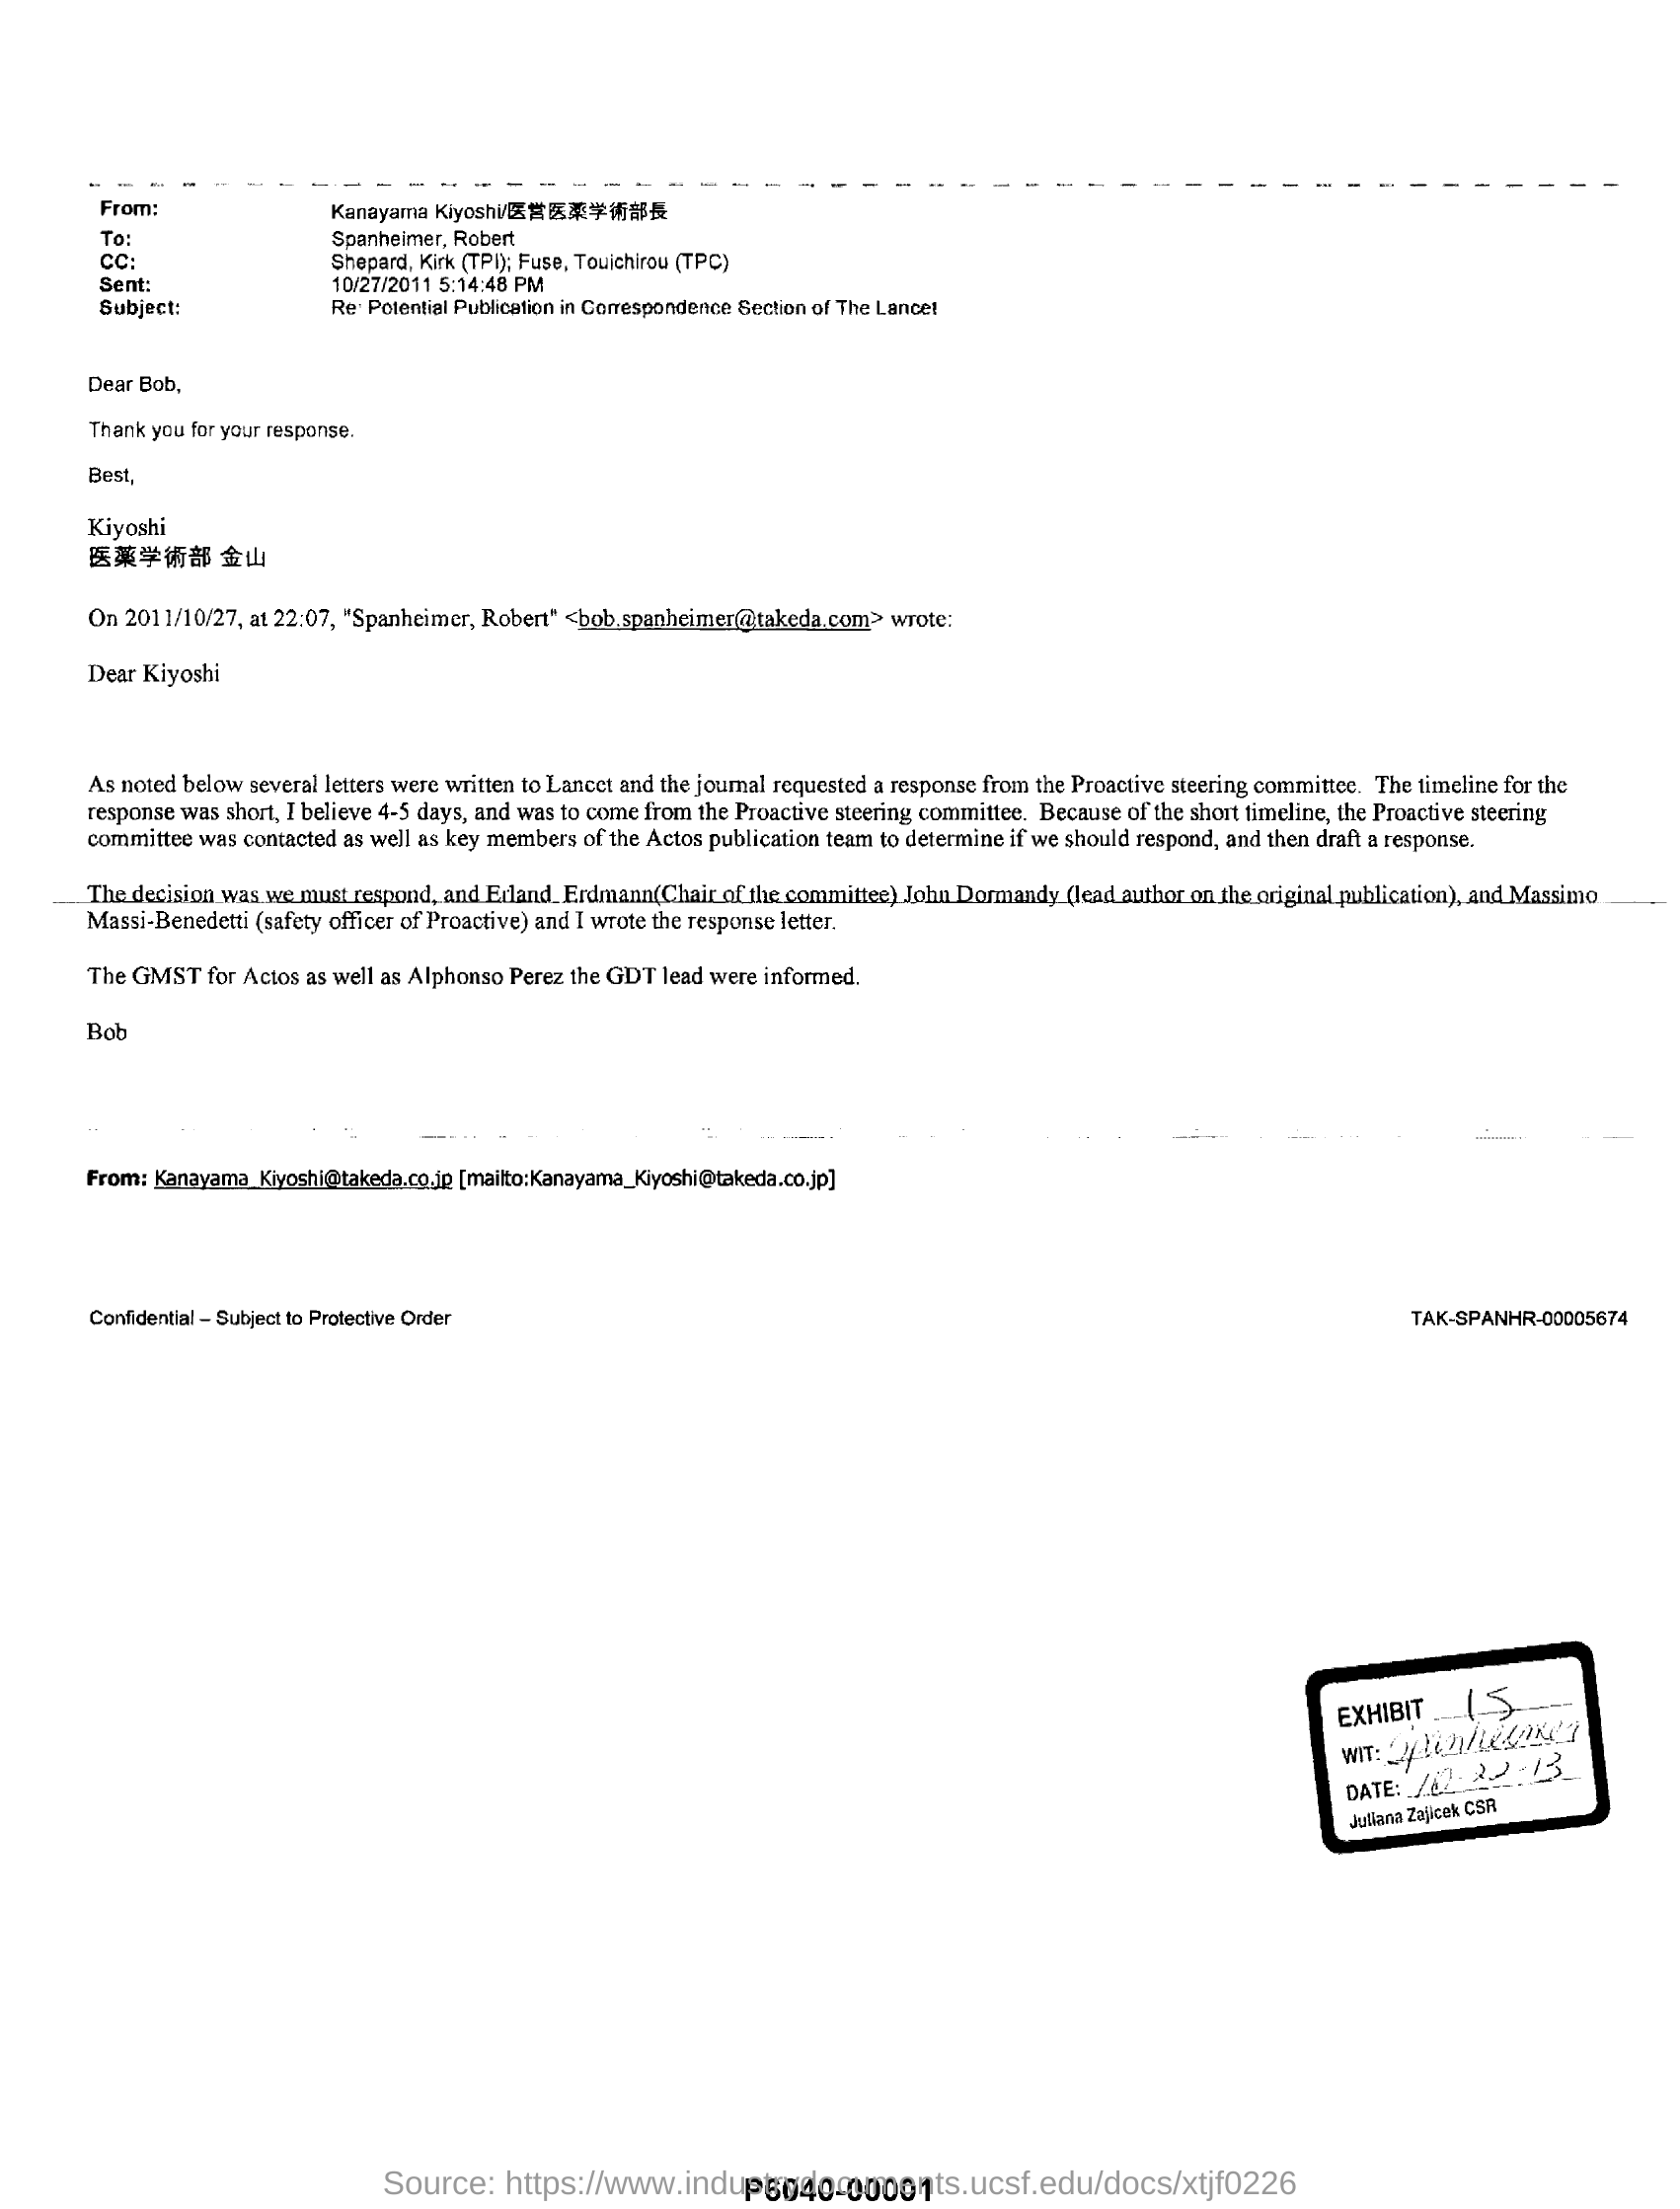 From: Kanayama Kiyoshi/医営医薬学術部長
To: Spanheimer, Robert
CC: Shepard, Kirk (TPI); Fuse, Touichirou (TPC)
Sent: 10/27/2011 5:14:48 PM
Subject: Re: Potential Publication in Correspondence Section of The Lancet
Dear Bob,
Thank you for your response.
Best,
Kiyoshi
医薬学術部 金山
On 2011/10/27, at 22:07, "Spanheimer, Robert" <bob.spanheimer@takeda.com> wrote:
Dear Kiyoshi
As noted below several letters were written to Lancet and the journal requested a response from the Proactive steering committee. The timeline for the
response was short, I believe 4-5 days, and was to come from the Proactive steering committee. Because of the short timeline, the Proactive steering
committee was contacted as well as key members of the Actos publication team to determine if we should respond, and then draft a response.
The decision was we must respond, and Erland Erdmann(Chair of the committee) John Dormandy (lead author on the original publication), and Massimo
Massi-Benedetti (safety officer of Proactive) and I wrote the response letter.
The GMST for Actos as well as Alphonso Perez the GDT lead were informed.
Bob
From: Kanayama_Kiyoshi@takeda.co.jp [mailto:Kanayama_Kiyoshi@takeda.co.jp]
Confidential – Subject to Protective Order TAK-SPANHR-00005674
EXHIBIT 15
WIT: Spanheimer
DATE: 10-22-13
Juliana Zajicek CSR
Source: https://www.industrydocuments.ucsf.edu/docs/xtjf0226
P6040-00001